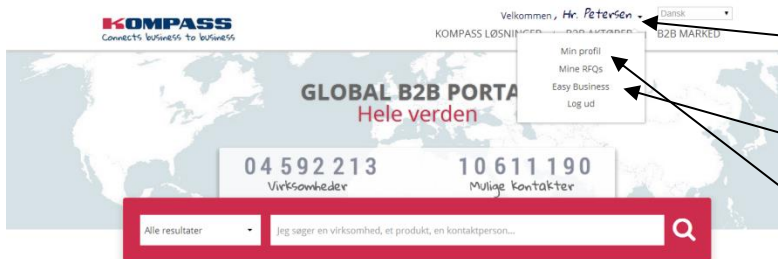 KOMPASS
Connects business to business
Velkommen, Hr. Petersen
Dansk
KOMPASS LØSNINGER B2B AKTØRER B2B MARKED
Min profil
Mine RFQs
Easy Business
Log ud
GLOBAL B2B PORTA
Hele verden
04 592 213
Virksomheder
10 611 190
Mulige kontakter
Alle resultater
Jeg søger en virksomhed, et produkt, en kontaktperson...